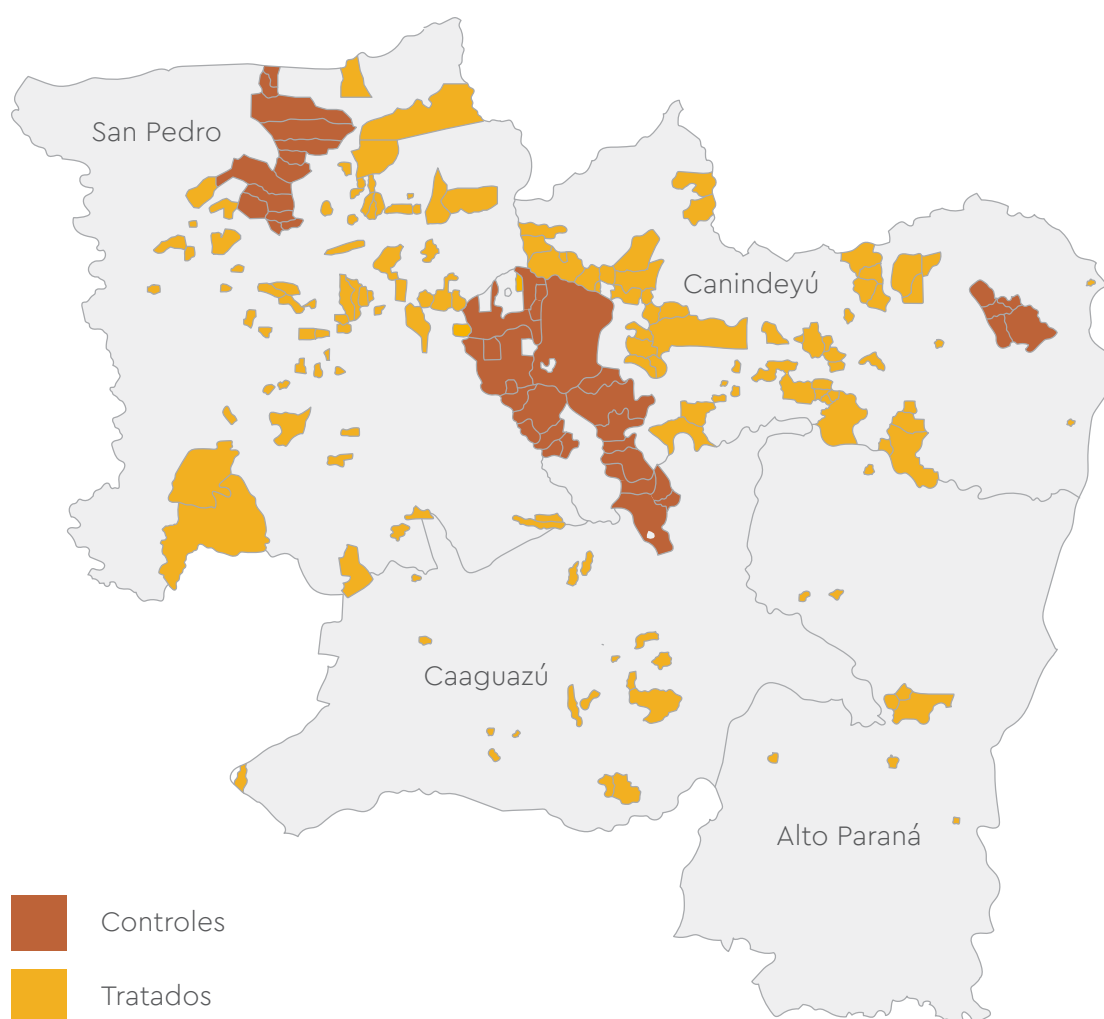 San Pedro
Canindeyú
Caaguazú
Alto Paraná
Controles
Tratados